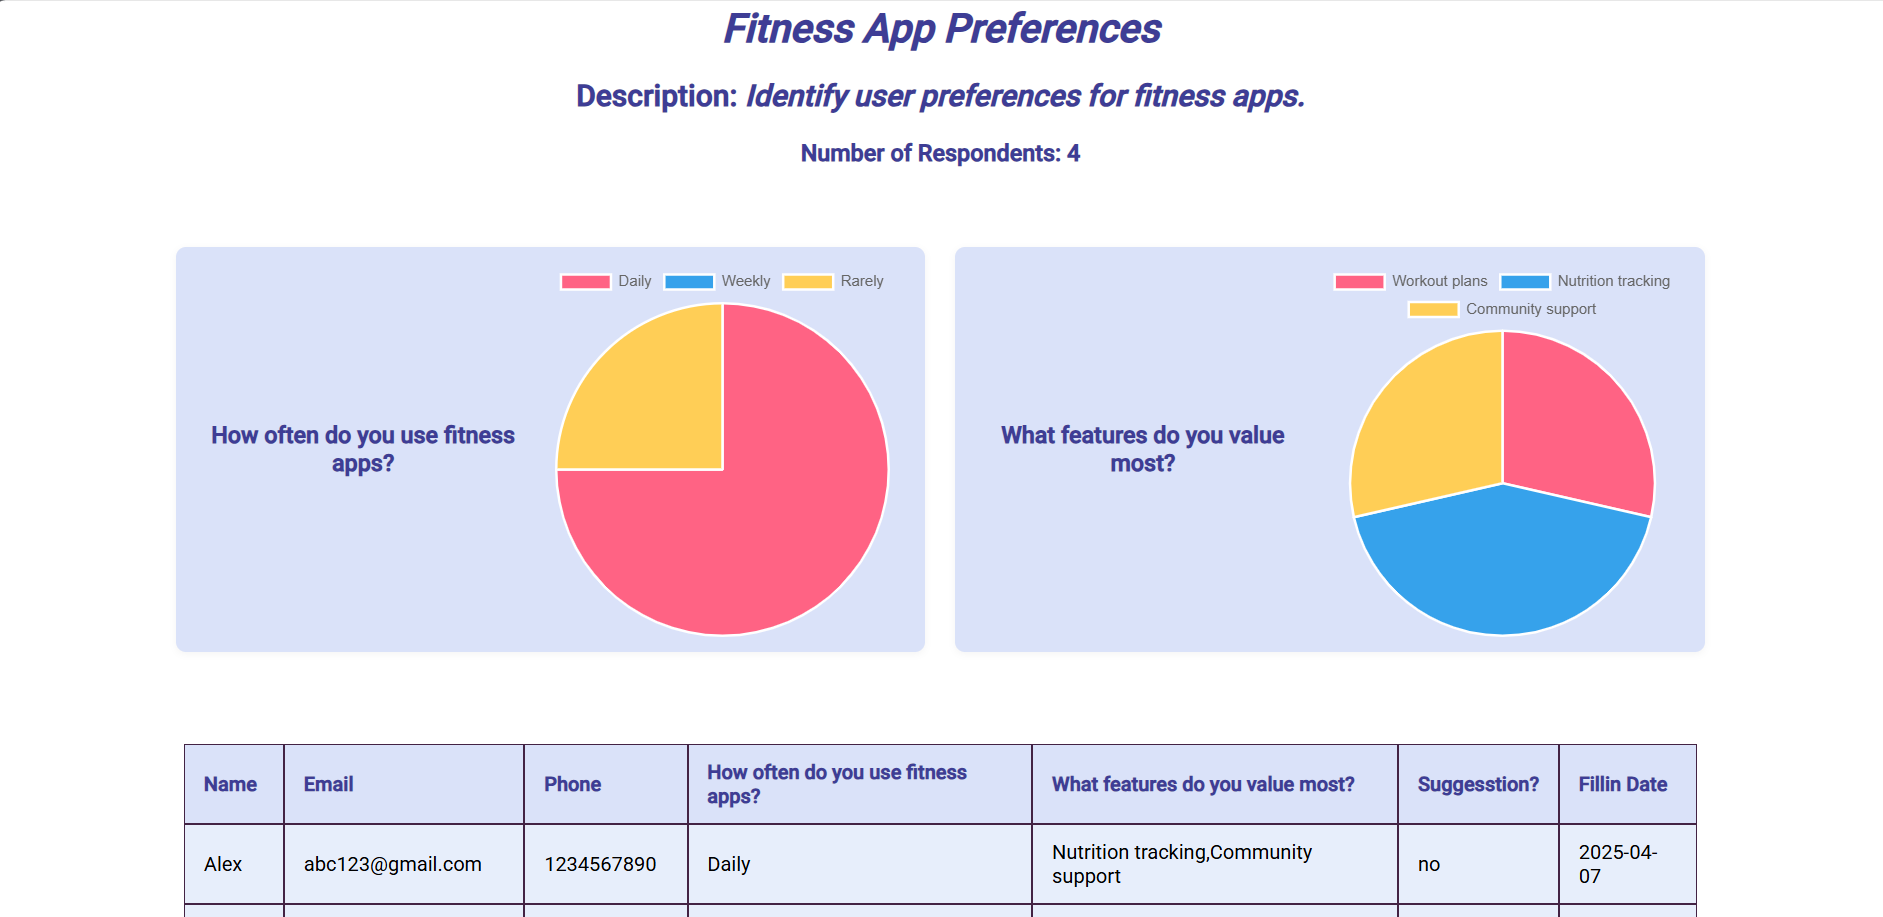 Fitness App Preferences
Description: Identify user preferences for fitness apps.
Number of Respondents: 4
Daily Weekly Rarely
How often do you use fitness
apps?
Workout plans Nutrition tracking
Community support
What features do you value
most?
Name Email Phone How often do you use fitness apps? What features do you value most? Suggesstion? Fillin Date
Alex abc123@gmail.com 1234567890 Daily Nutrition tracking,Community support no 2025-04-07